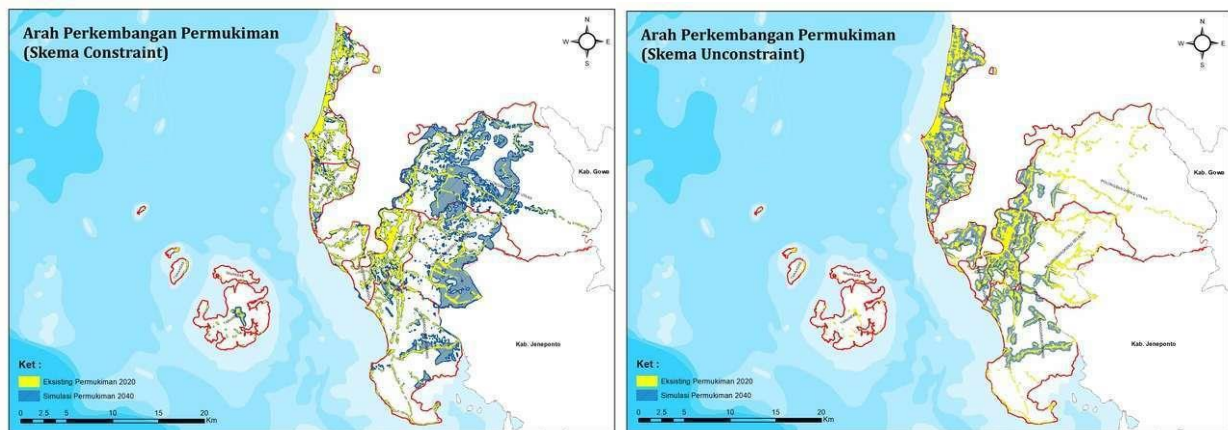 Arah Perkembangan Permukiman
(Skema Constraint)
N
W
E
S
Kab. Gowa
Kab. Jeneponto
Ket :
Eksisting Permukiman 2020
Simulasi Permukiman 2040
0 2.5 5 10 15 20
Km
Arah Perkembangan Permukiman
(Skema Unconstraint)
N
W
E
S
Kab. Gowa
Kab. Jeneponto
Ket :
Eksisting Permukiman 2020
Simulasi Permukiman 2040
0 2.5 5 10 15 20
Km